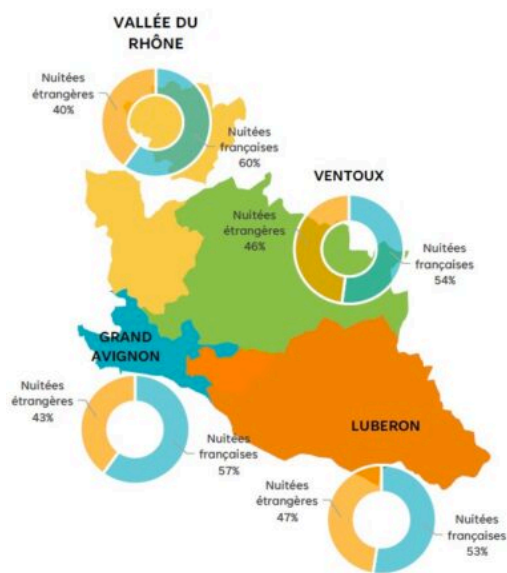 VALLÉE DU
RHÔNE
Nuitées
étrangères
40%
Nuitées
françaises
60%
VENTOUX
Nuitées
étrangères
46%
Nuitées
françaises
54%
GRAND
AVIGNON
Nuitées
étrangères
43%
Nuitées
françaises
57%
LUBERON
Nuitées
étrangères
47%
Nuitées
françaises
53%